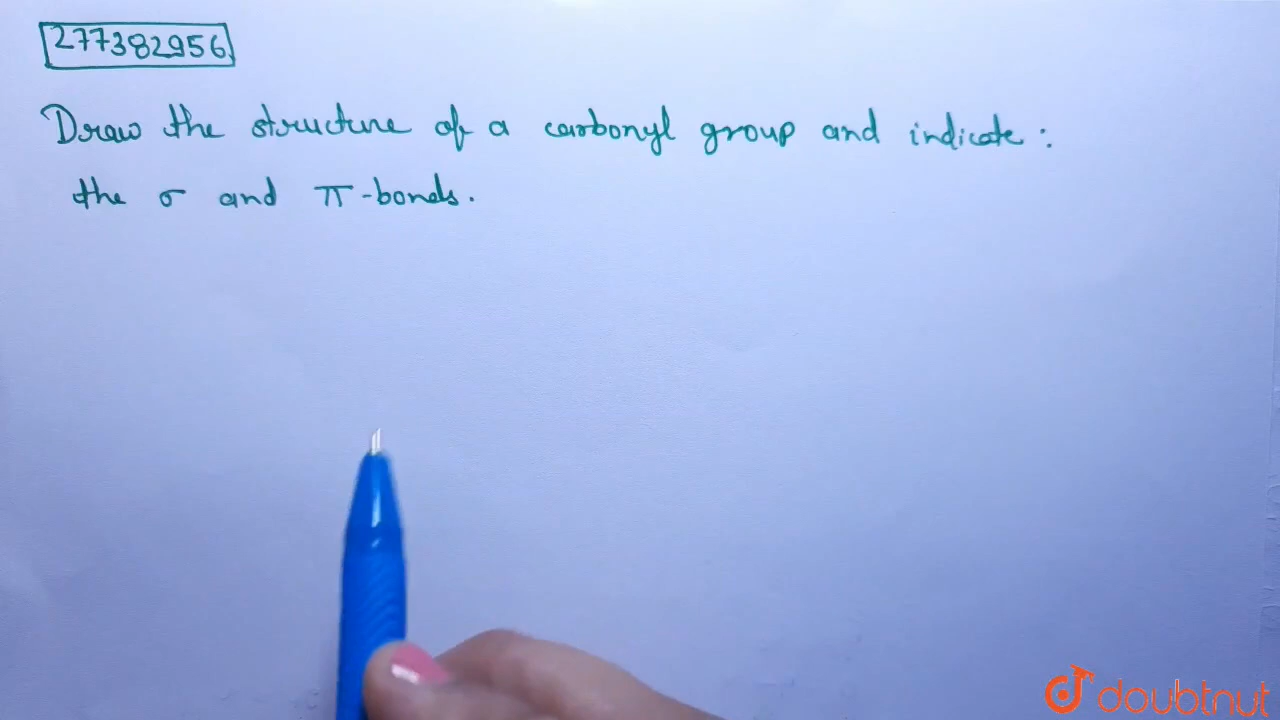 277382956
Draw the structure of a carbonyl group and indicate:
the σ and π-bonds.
doubtnut